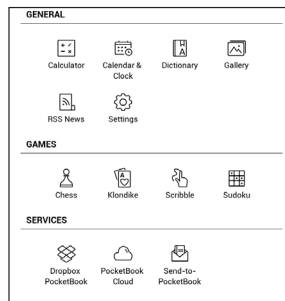 GENERAL
Calculator
Calendar &
Clock
Dictionary
Gallery
RSS News
Settings
GAMES
Chess
Klondike
Scribble
Sudoku
SERVICES
Dropbox
PocketBook
PocketBook
Cloud
Send-to-
PocketBook